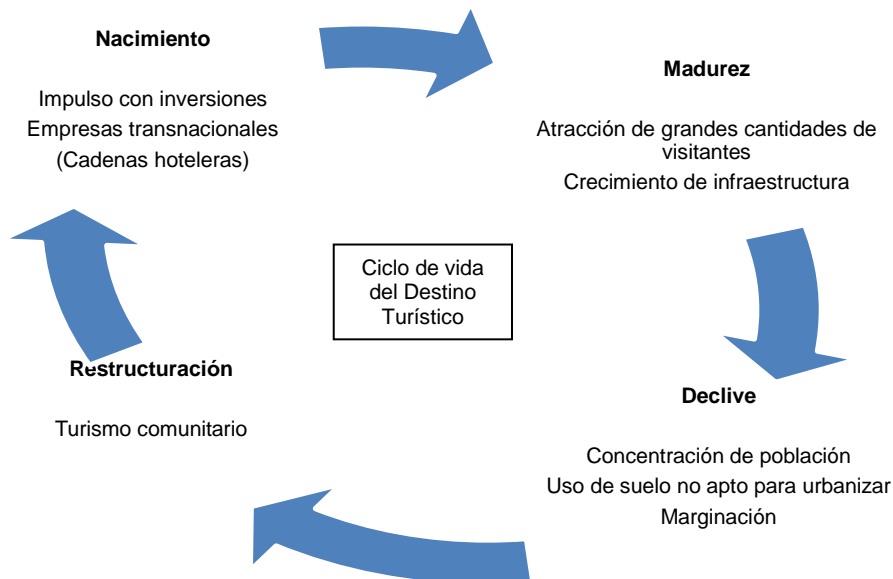 Nacimiento
Impulso con inversiones
Empresas transnacionales
(Cadenas hoteleras)
Madurez
Atracción de grandes cantidades de
visitantes
Crecimiento de infraestructura
Ciclo de vida
del Destino
Turístico
Declive
Concentración de población
Uso de suelo no apto para urbanizar
Marginación
Restructuración
Turismo comunitario